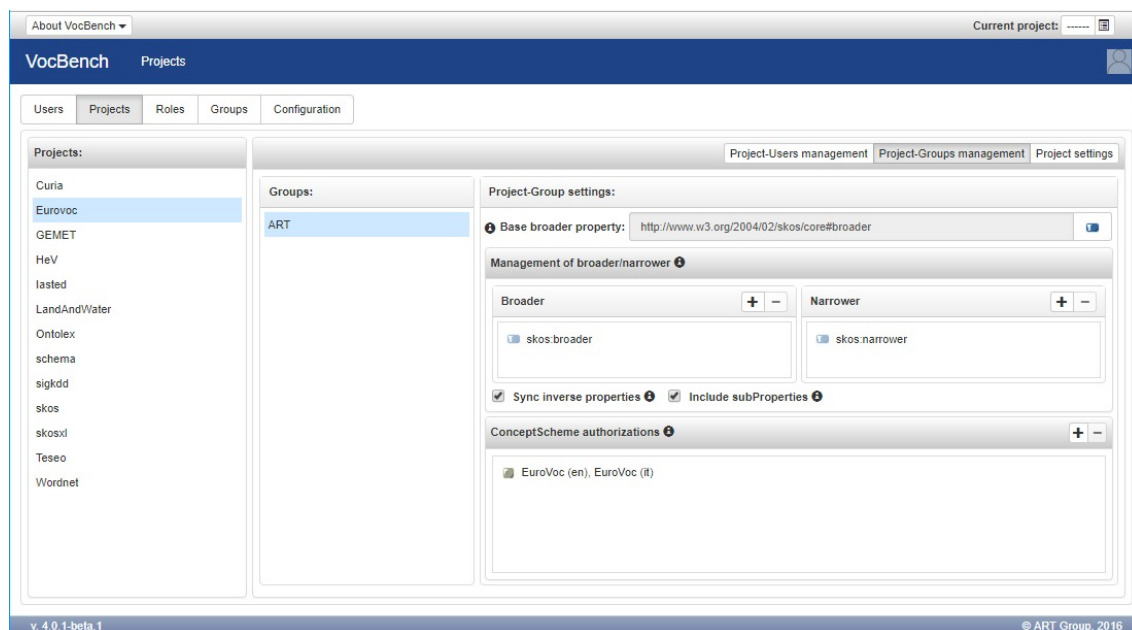 About VocBench
Current project: ------
VocBench Projects
Users Projects Roles Groups Configuration
Projects:
Project-Users management Project-Groups management Project settings
Curia
Eurovoc
GEMET
HeV
lasted
LandAndWater
Ontolex
schema
sigkdd
skos
skosxl
Teseo
Wordnet
Groups:
ART
Project-Group settings:
Base broader property: http://www.w3.org/2004/02/skos/core#broader
Management of broader/narrower
Broader
skos:broader
Narrower
skos:narrower
Sync inverse properties Include subProperties
ConceptScheme authorizations
EuroVoc (en), EuroVoc (it)
v. 4.0.1-beta.1
© ART Group, 2016